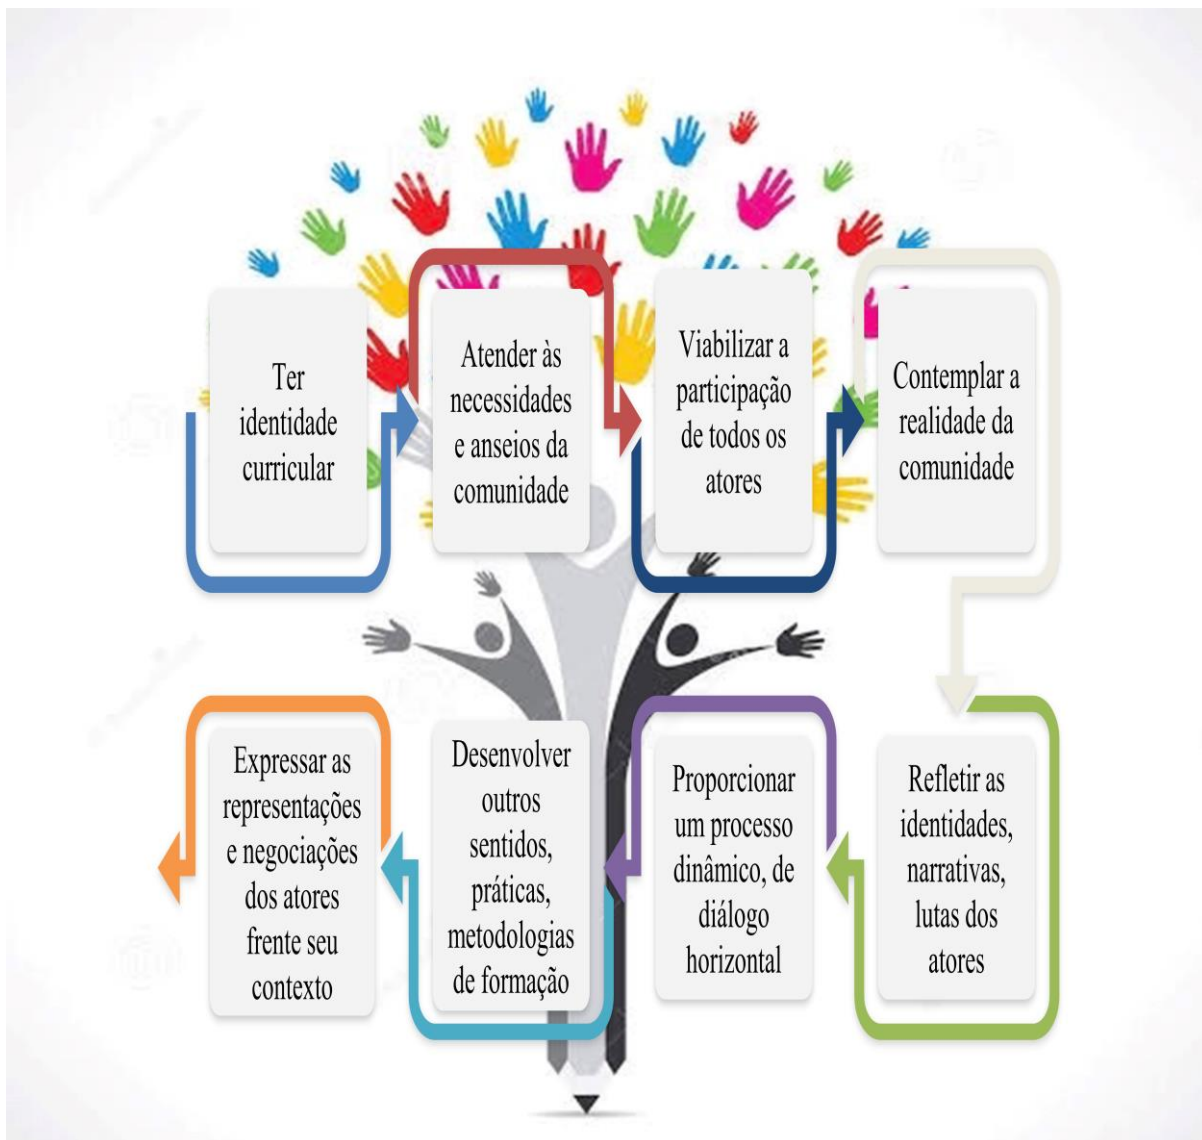 Ter
identidade
curricular
Atender às
necessidades
e anseios da
comunidade
Viabilizar a
participação
de todos os
atores
Contemplar a
realidade da
comunidade
Refletir as
identidades,
narrativas,
lutas dos
atores
Proporcionar
um processo
dinâmico, de
diálogo
horizontal
Desenvolver
outros
sentidos,
práticas,
metodologias
de formação
Expressar as
representações
e negociações
dos atores
frente seu
contexto